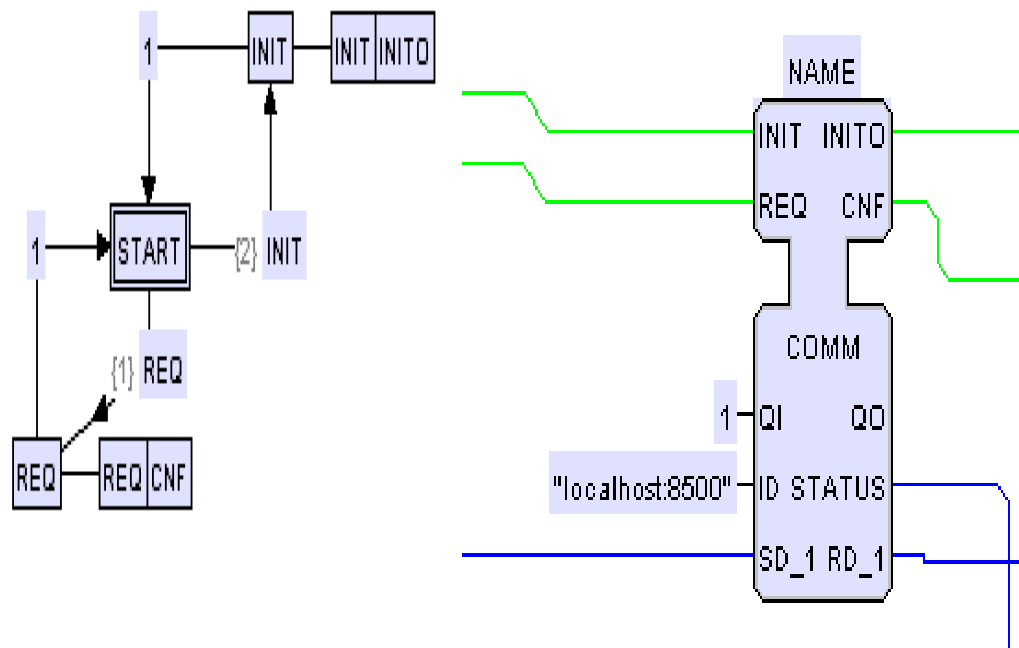 1
INIT
INIT INITO
START
1
{2} INIT
{1} REQ
REQ
REQ CNF
NAME
INIT INITO
REQ CNF
COMM
1
QI QO
"localhost:8500"
ID STATUS
SD_1 RD_1